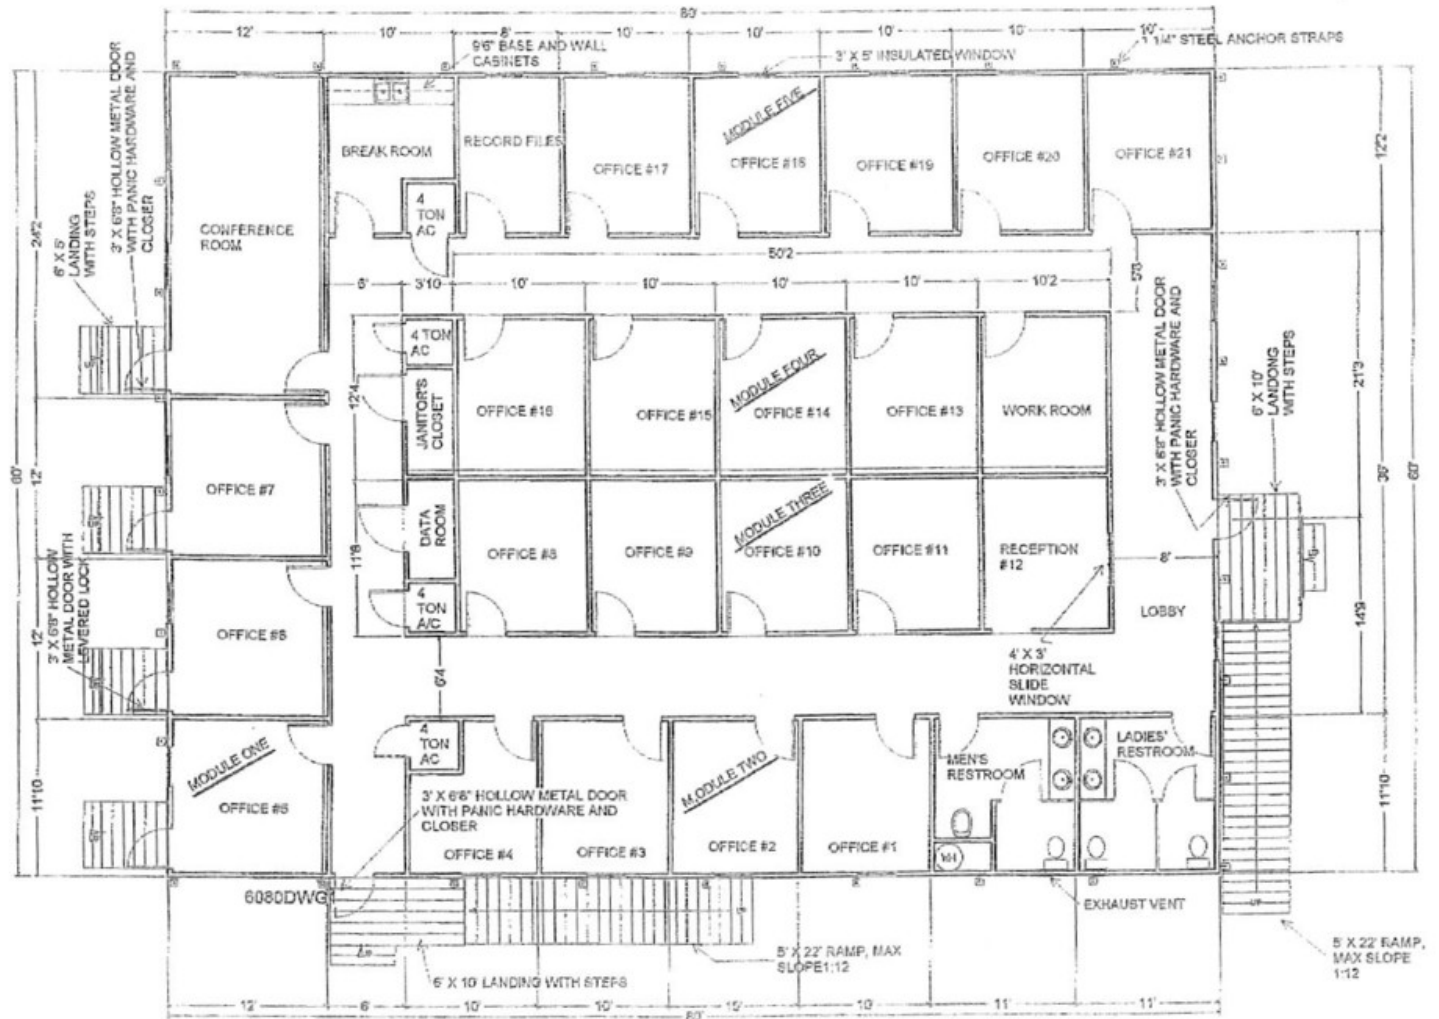 80'
12'
10'
8'
10'
10'
10'
10'
10'
9'6" BASE AND WALL
CABINETS
3' X 5' INSULATED WINDOW
1 1/4" STEEL ANCHOR STRAPS
3' X 6'8" HOLLOW METAL DOOR
WITH PANIC HARDWARE AND
CLOSER
6' X 5'
LANDING
WITH STEPS
24'2
12'
12'
11'10
60'
CONFERENCE
ROOM
BREAK ROOM
4
TON
AC
RECORD FILES
OFFICE #17
MODULE FIVE
OFFICE #18
OFFICE #19
OFFICE #20
OFFICE #21
12'2
50'2
6'
3'10
10'
10'
10'
10'
10'2
4 TON
AC
JANITOR'S
CLOSET
12'4
OFFICE #16
OFFICE #15
MODULE FOUR
OFFICE #14
OFFICE #13
WORK ROOM
3' X 6'8" HOLLOW METAL DOOR
WITH PANIC HARDWARE AND
CLOSER
6' X 10'
LANDONG
WITH STEPS
21'3
36'
60'
OFFICE #7
DATA
ROOM
11'8
4
TON
A/C
OFFICE #8
OFFICE #9
MODULE THREE
OFFICE #10
OFFICE #11
RECEPTION
#12
8'
LOBBY
14'9
3' X 6'8" HOLLOW
METAL DOOR WITH
LEVERED LOCK
OFFICE #6
6'4
4' X 3'
HORIZONTAL
SLIDE
WINDOW
MODULE ONE
OFFICE #5
4
TON
AC
3' X 6'8" HOLLOW METAL DOOR
WITH PANIC HARDWARE AND
CLOSER
OFFICE #4
OFFICE #3
MODULE TWO
OFFICE #2
OFFICE #1
MEN'S
RESTROOM
WH
LADIES'
RESTROOM
11'10"
6080DWG
EXHAUST VENT
UP
5' X 22' RAMP, MAX
SLOPE1:12
6' X 10' LANDING WITH STEPS
5' X 22' RAMP,
MAX SLOPE
1:12
12'
6'
10'
10'
10'
11'
11'
80'